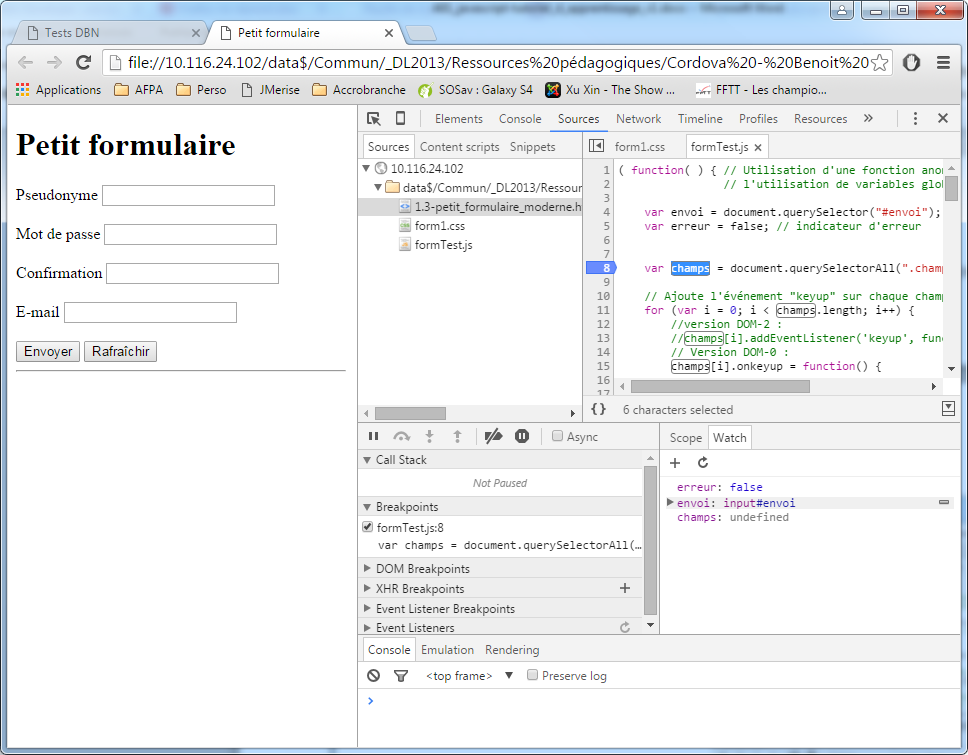 Tests DBN
Petit formulaire
file://10.116.24.102/data$/Commun/_DL2013/Ressources%20pédagogiques/Cordova%20-%20Benoit%20
Applications AFPA Perso JMerise Accrobranche SOSav : Galaxy S4 Xu Xin - The Show ... FFTT - Les champio...
Petit formulaire
Pseudonyme
Mot de passe
Confirmation
E-mail
Envoyer Rafraîchir
Elements Console Sources Network Timeline Profiles Resources »
Sources Content scripts Snippets
10.116.24.102
data$/Commun/_DL2013/Ressour
1.3-petit_formulaire_moderne.h
form1.css
formTest.js
form1.css formTest.js
1 ( function( ) { // Utilisation d'une fonction ano
2 // l'utilisation de variables glo
3
4 var envoi = document.querySelector("#envoi");
5 var erreur = false; // indicateur d'erreur
6
7
8 var champs = document.querySelectorAll(".champ
9
10 // Ajoute l'événement "keyup" sur chaque champ
11 for (var i = 0; i < champs.length; i++) {
12 //version DOM-2 :
13 //champs[i].addEventListener('keyup', func
14 // Version DOM-0 :
15 champs[i].onkeyup = function() {
16
17
{} 6 characters selected
Async
Call Stack
Not Paused
Breakpoints
formTest.js:8
var champs = document.querySelectorAll(…
DOM Breakpoints
XHR Breakpoints
Event Listener Breakpoints
Event Listeners
Scope Watch
erreur: false
envoi: input#envoi
champs: undefined
Console Emulation Rendering
<top frame> Preserve log
>